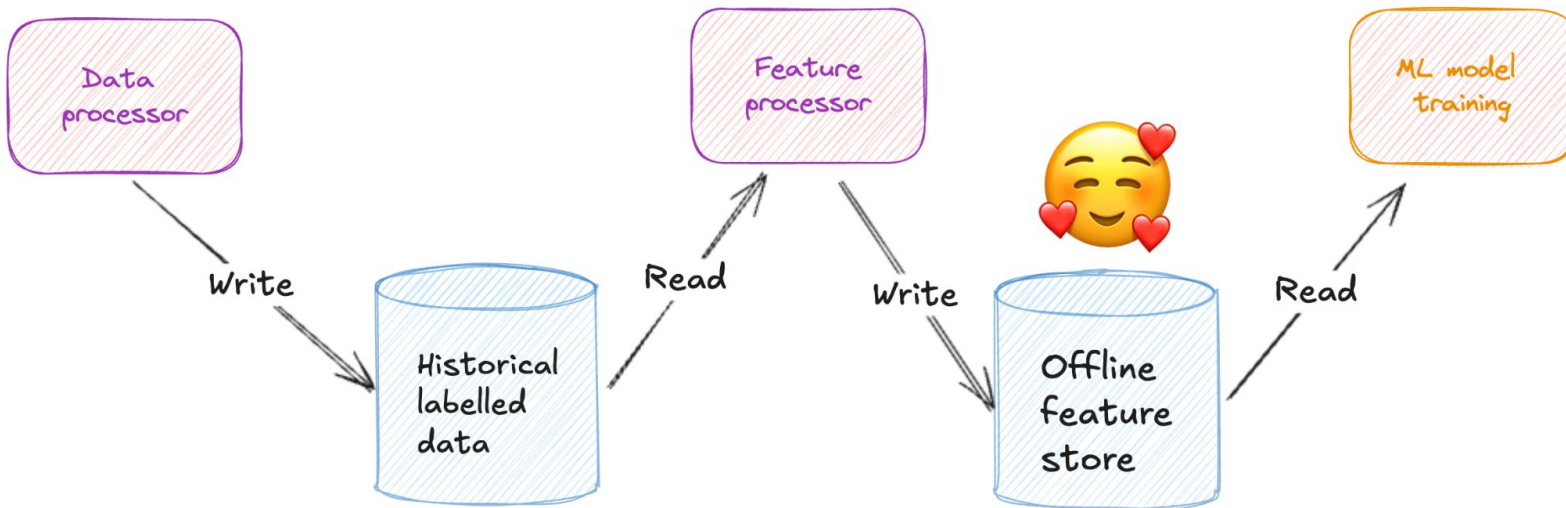 Data
processor
Feature
processor
ML model
training
Write
Read
Write
Read
Historical
labelled
data
Offline
feature
store